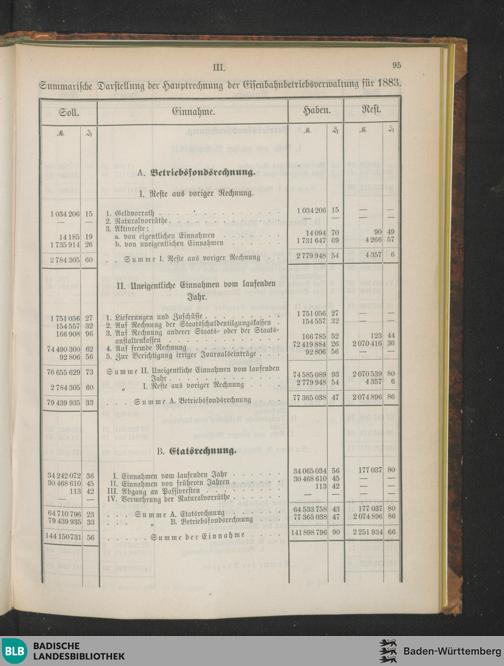 III. 95
Summarische Darstellung der Hauptrechnung der Eisenbahnbetriebsverwaltung für 1883.
Soll. Einnahme. Haben. Rest.
A. Betriebsfondsrechnung.
I. Reste aus voriger Rechnung.
1 034 206 15 1. Geldvorrath 1 034 206 15 — —
— — 2. Naturalvorräthe — — — —
3. Aktivreste:
14 185 19 a. von eigentlichen Einnahmen 14 094 70 90 49
1 735 914 26 b. von uneigentlichen Einnahmen 1 731 647 69 4 266 57
2 784 305 60 Summe I. Reste aus voriger Rechnung 2 779 948 54 4 357 6
II. Uneigentliche Einnahmen vom laufenden
Jahr.
1 751 056 27 1. Lieferungen und Zuschüsse 1 751 056 27 — —
154 557 32 2. Auf Rechnung der Staatsschuldentilgungskassen 154 557 32 — —
166 908 96 3. Auf Rechnung anderer Staats- oder der Staats-
anstaltenkassen 166 785 52 123 44
74 490 300 62 4. Auf fremde Rechnung 72 419 884 26 2 070 416 36
92 806 56 5. Zur Berichtigung irriger Journalseinträge 92 806 56 — —
76 655 629 73 Summe II. Uneigentliche Einnahmen vom laufenden
Jahr 74 585 089 93 2 070 539 80
2 784 305 60 „ I. Reste aus voriger Rechnung 2 779 948 54 4 357 6
79 439 935 33 Summe A. Betriebsfondsrechnung 77 365 038 47 2 074 896 86
B. Etatsrechnung.
34 242 072 36 I. Einnahmen vom laufenden Jahr 34 065 034 56 177 037 80
30 468 610 45 II. Einnahmen von früheren Jahren 30 468 610 45 — —
113 42 III. Abgang an Passivresten 113 42 — —
— — IV. Vermehrung der Naturalvorräthe — — — —
64 710 796 23 Summe A. Etatsrechnung 64 533 758 43 177 037 80
79 439 935 33 „ B. Betriebsfondsrechnung 77 365 038 47 2 074 896 86
144 150 731 56 Summe der Einnahme 141 898 796 90 2 251 934 66
BLB BADISCHE
LANDESBIBLIOTHEK
Baden-Württemberg